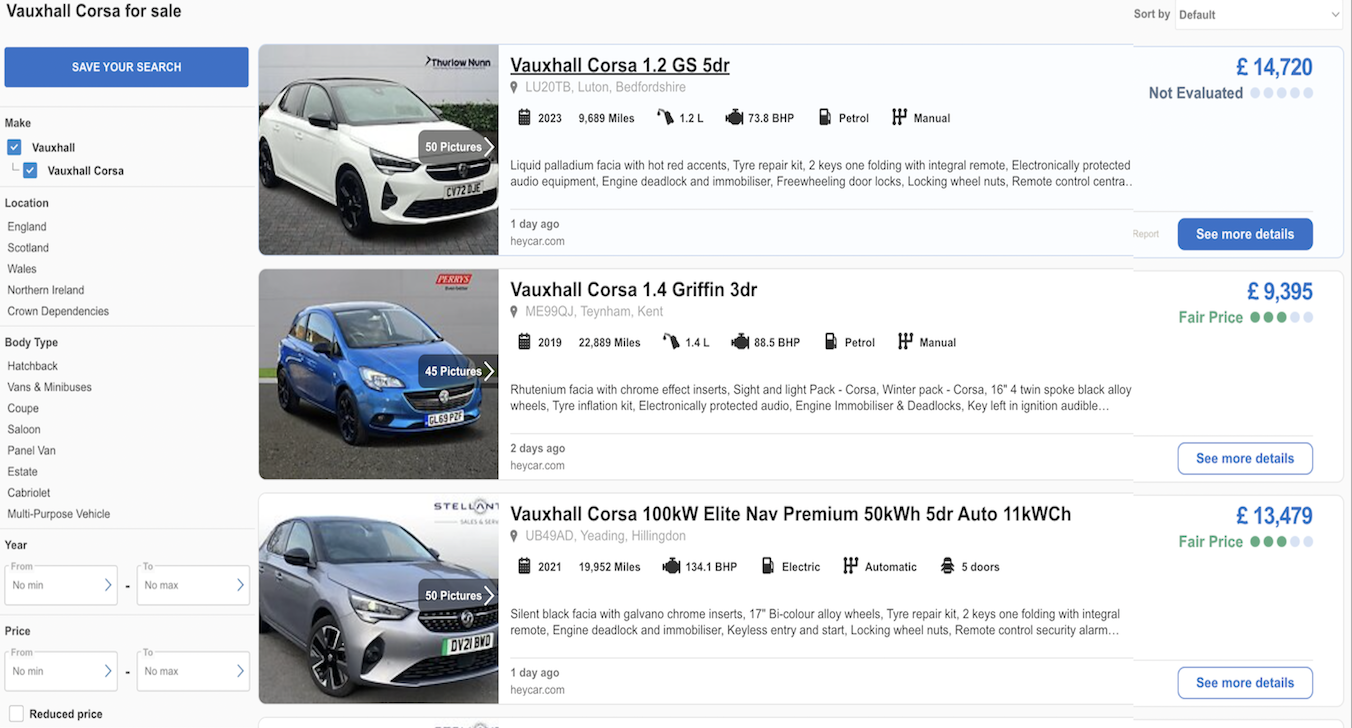 Vauxhall Corsa for sale
Sort by
Default
SAVE YOUR SEARCH
Make
Vauxhall
Vauxhall Corsa
Location
England
Scotland
Wales
Northern Ireland
Crown Dependencies
Body Type
Hatchback
Vans & Minibuses
Coupe
Saloon
Panel Van
Estate
Cabriolet
Multi-Purpose Vehicle
Year
From
No min
-
To
No max
Price
From
No min
-
To
No max
Reduced price
Thurlow Nunn
50 Pictures
CV72 DJE
Vauxhall Corsa 1.2 GS 5dr
LU20TB, Luton, Bedfordshire
2023 9,689 Miles 1.2 L 73.8 BHP Petrol Manual
Liquid palladium facia with hot red accents, Tyre repair kit, 2 keys one folding with integral remote, Electronically protected
audio equipment, Engine deadlock and immobiliser, Freewheeling door locks, Locking wheel nuts, Remote control centra..
1 day ago
heycar.com
£ 14,720
Not Evaluated
Report
See more details
PERRYS
45 Pictures
GL69 PZF
Vauxhall Corsa 1.4 Griffin 3dr
ME99QJ, Teynham, Kent
2019 22,889 Miles 1.4 L 88.5 BHP Petrol Manual
Rhutenium facia with chrome effect inserts, Sight and light Pack - Corsa, Winter pack - Corsa, 16" 4 twin spoke black alloy
wheels, Tyre inflation kit, Electronically protected audio, Engine Immobiliser & Deadlocks, Key left in ignition audible…
2 days ago
heycar.com
£ 9,395
Fair Price
See more details
STELLANT
SALES & SERV
50 Pictures
DV21 BWD
Vauxhall Corsa 100kW Elite Nav Premium 50kWh 5dr Auto 11kWCh
UB49AD, Yeading, Hillingdon
2021 19,952 Miles 134.1 BHP Electric Automatic 5 doors
Silent black facia with galvano chrome inserts, 17" Bi-colour alloy wheels, Tyre repair kit, 2 keys one folding with integral
remote, Engine deadlock and immobiliser, Keyless entry and start, Locking wheel nuts, Remote control security alarm…
1 day ago
heycar.com
£ 13,479
Fair Price
See more details